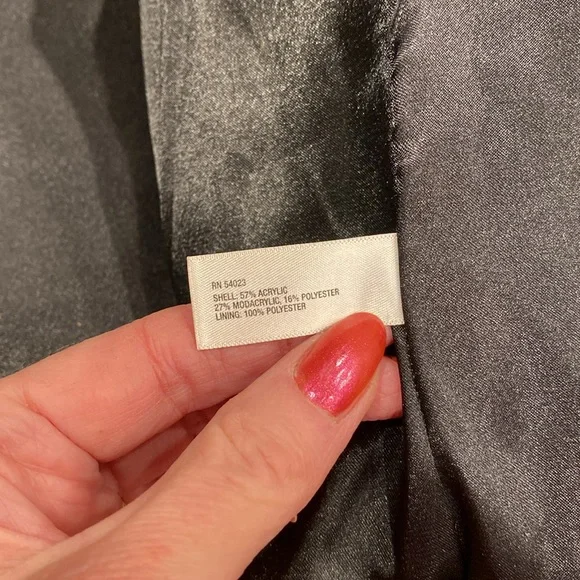 RN 54023
SHELL: 57% ACRYLIC
27% MODACRYLIC, 16% POLYESTER
LINING: 100% POLYESTER